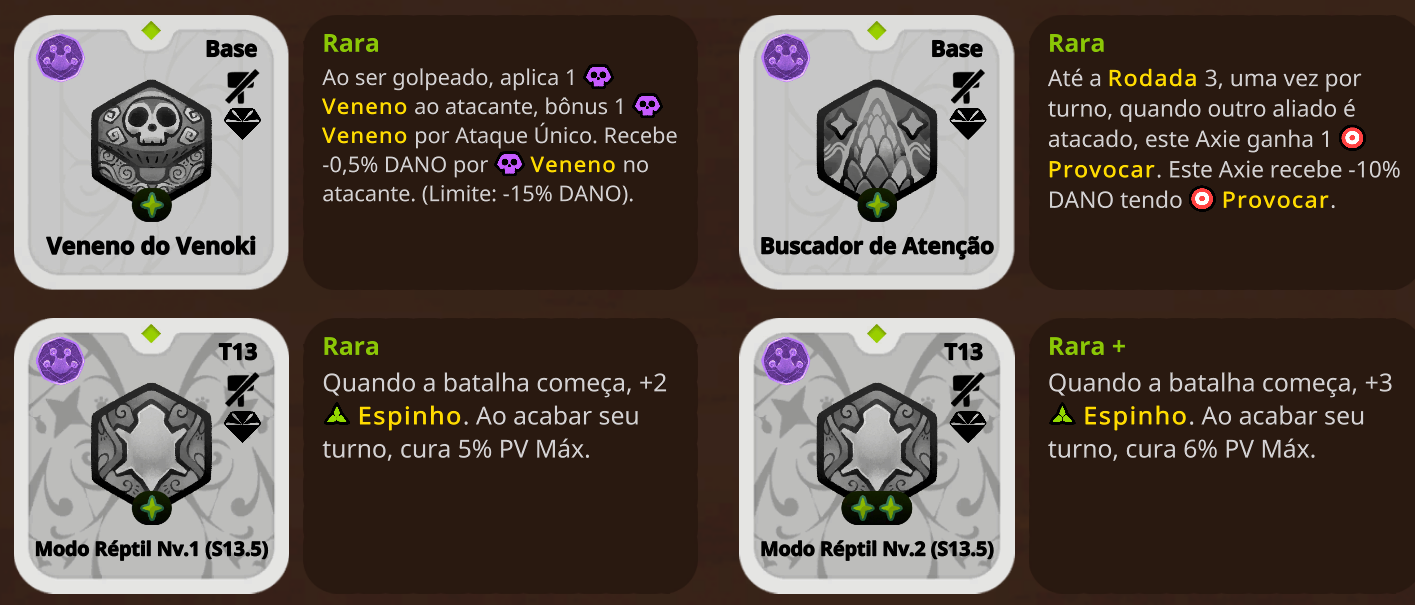 Base
Veneno do Venoki
Rara
Ao ser golpeado, aplica 1
Veneno ao atacante, bônus 1
Veneno por Ataque Único. Recebe
-0,5% DANO por Veneno no
atacante. (Limite: -15% DANO).
Base
Buscador de Atenção
Rara
Até a Rodada 3, uma vez por
turno, quando outro aliado é
atacado, este Axie ganha 1
Provocar. Este Axie recebe -10%
DANO tendo Provocar.
T13
Modo Réptil Nv.1 (S13.5)
Rara
Quando a batalha começa, +2
Espinho. Ao acabar seu
turno, cura 5% PV Máx.
T13
Modo Réptil Nv.2 (S13.5)
Rara +
Quando a batalha começa, +3
Espinho. Ao acabar seu
turno, cura 6% PV Máx.